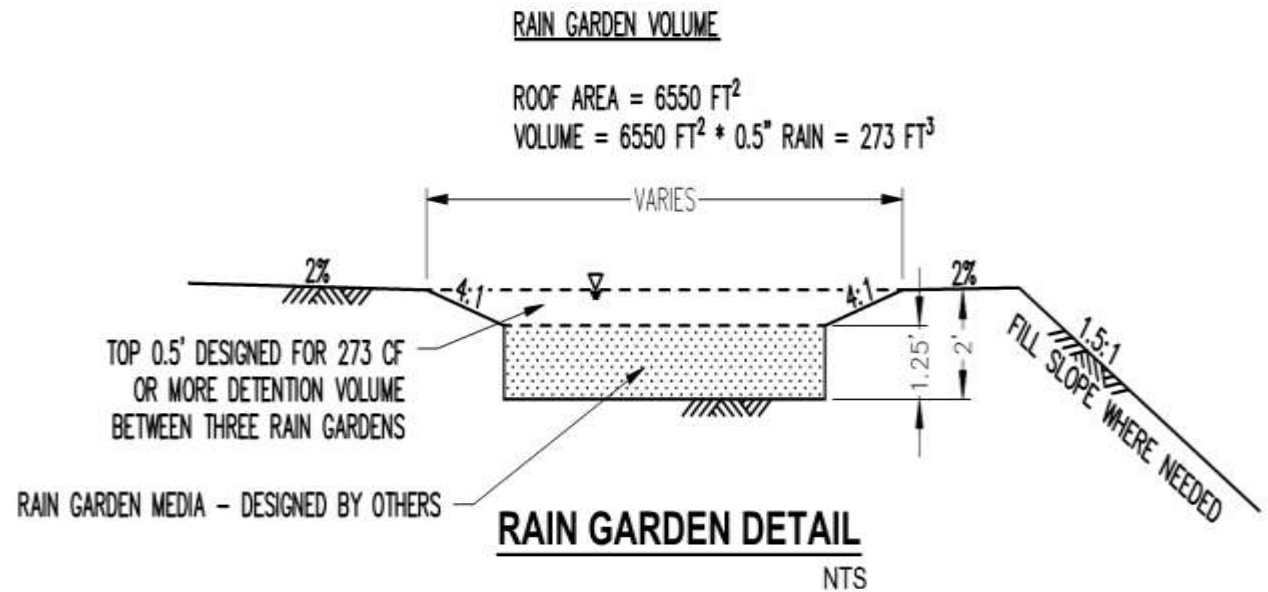 RAIN GARDEN VOLUME
ROOF AREA = 6550 FT²
VOLUME = 6550 FT² * 0.5" RAIN = 273 FT³
VARIES
2%
4:1
4:1
2%
1.5:1
FILL SLOPE WHERE NEEDED
1.25'
2'
TOP 0.5' DESIGNED FOR 273 CF
OR MORE DETENTION VOLUME
BETWEEN THREE RAIN GARDENS
RAIN GARDEN MEDIA - DESIGNED BY OTHERS
RAIN GARDEN DETAIL
NTS